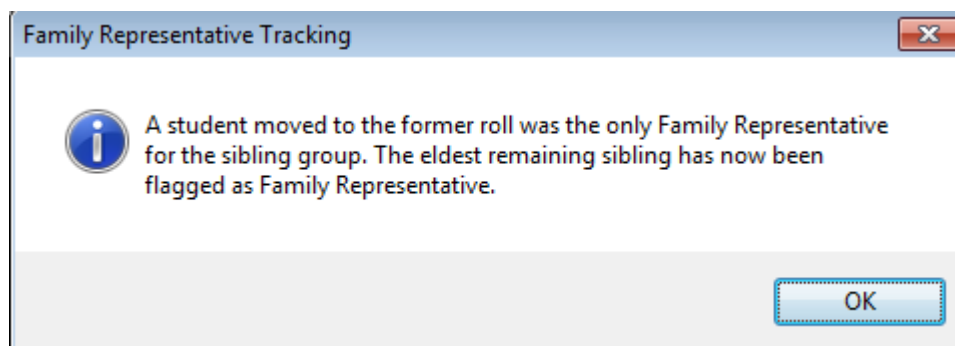 Family Representative Tracking
A student moved to the former roll was the only Family Representative
for the sibling group. The eldest remaining sibling has now been
flagged as Family Representative.
OK